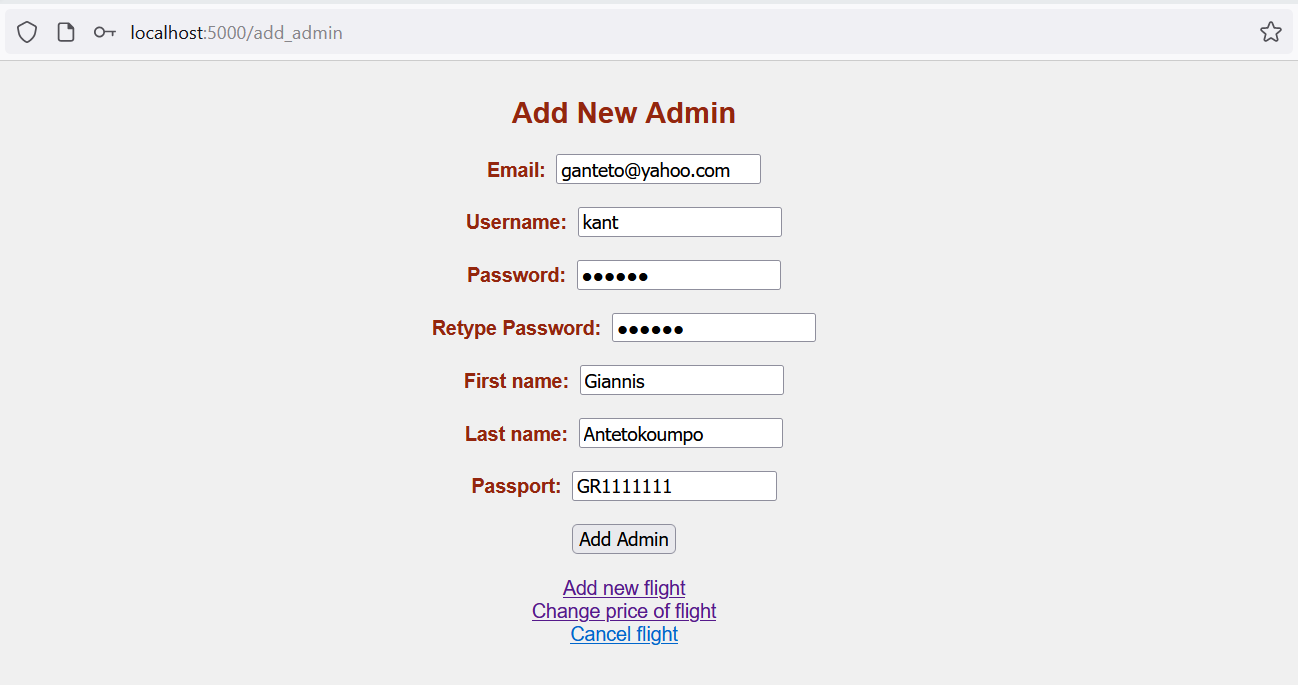 localhost:5000/add_admin
Add New Admin
Email: ganteto@yahoo.com
Username: kant
Password: ●●●●●●
Retype Password: ●●●●●●
First name: Giannis
Last name: Antetokoumpo
Passport: GR1111111
Add Admin
Add new flight
Change price of flight
Cancel flight